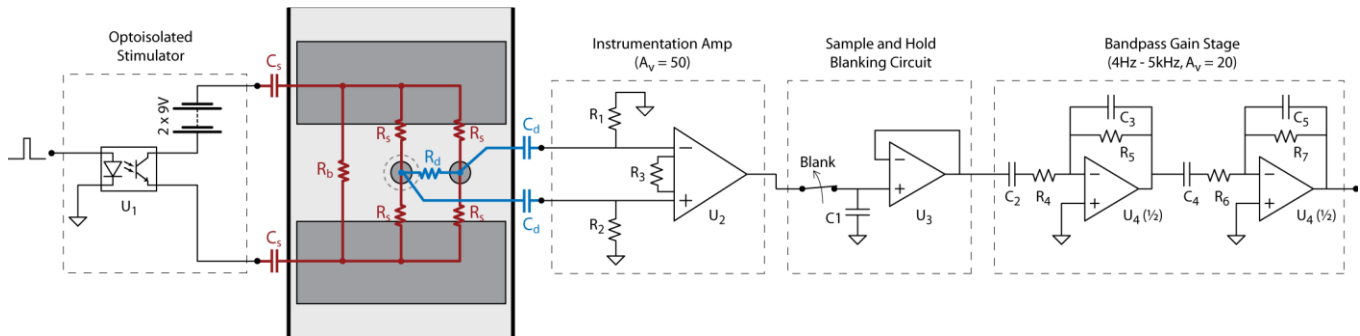 Optoisolated
Stimulator
2 x 9V
U1
Cs
Cs
Rs
Rs
Rb
Rd
Rs
Rs
Cd
Cd
Instrumentation Amp
(Av = 50)
R1
R3
R2
U2
Sample and Hold
Blanking Circuit
Blank
C1
U3
Bandpass Gain Stage
(4Hz - 5kHz, Av = 20)
C2
R4
C3
R5
U4 (½)
C4
R6
C5
R7
U4 (½)